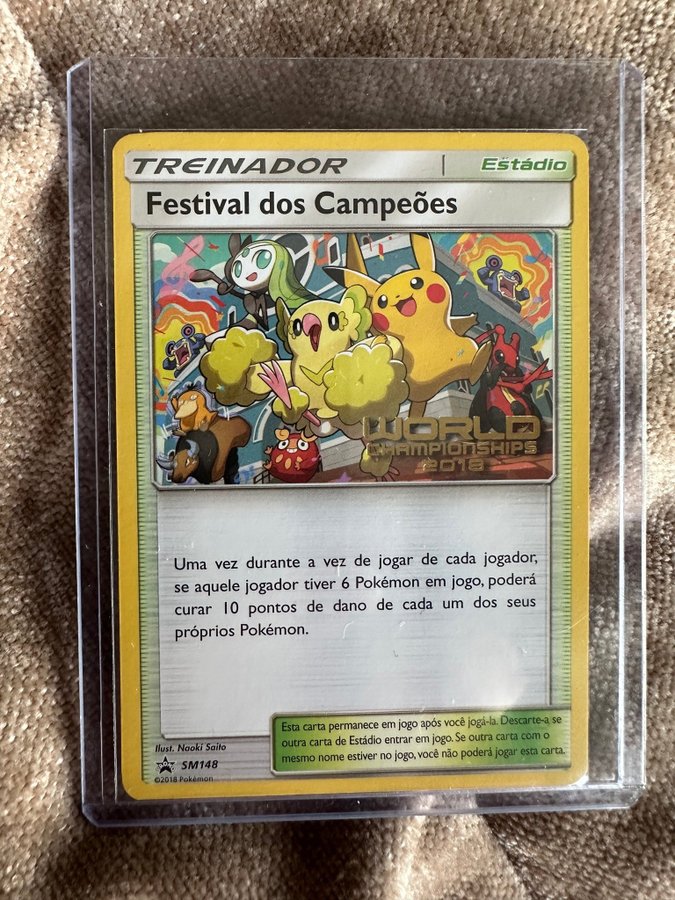 TREINADOR
Estádio
Festival dos Campeões
WORLD
CHAMPIONSHIPS
2018
Uma vez durante a vez de jogar de cada jogador,
se aquele jogador tiver 6 Pokémon em jogo, poderá
curar 10 pontos de dano de cada um dos seus
próprios Pokémon.
Esta carta permanece em jogo após você jogá-la. Descarte-a se
outra carta de Estádio entrar em jogo. Se outra carta com o
mesmo nome estiver no jogo, você não poderá jogar esta carta.
Ilust. Naoki Saito
SM148
©2018 Pokémon